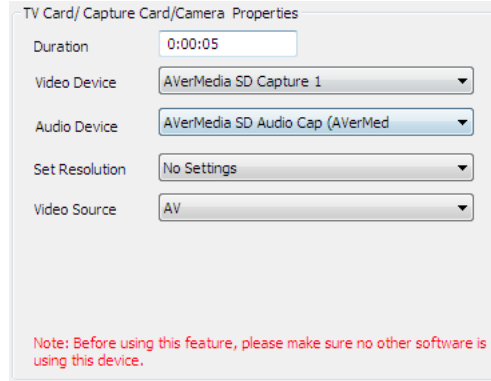 TV Card/ Capture Card/Camera Properties
Duration 0:00:05
Video Device AVerMedia SD Capture 1
Audio Device AVerMedia SD Audio Cap (AVerMed
Set Resolution No Settings
Video Source AV
Note: Before using this feature, please make sure no other software is
using this device.